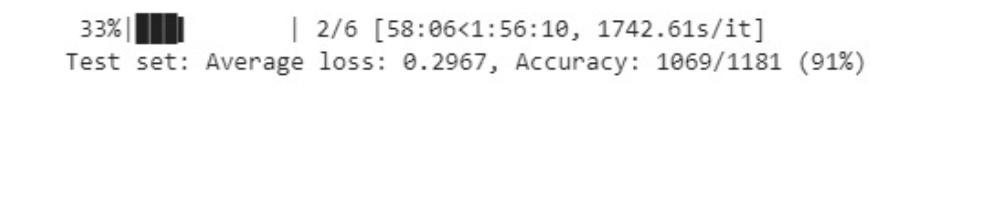 33%|███▍      | 2/6 [58:06<1:56:10, 1742.61s/it]
Test set: Average loss: 0.2967, Accuracy: 1069/1181 (91%)